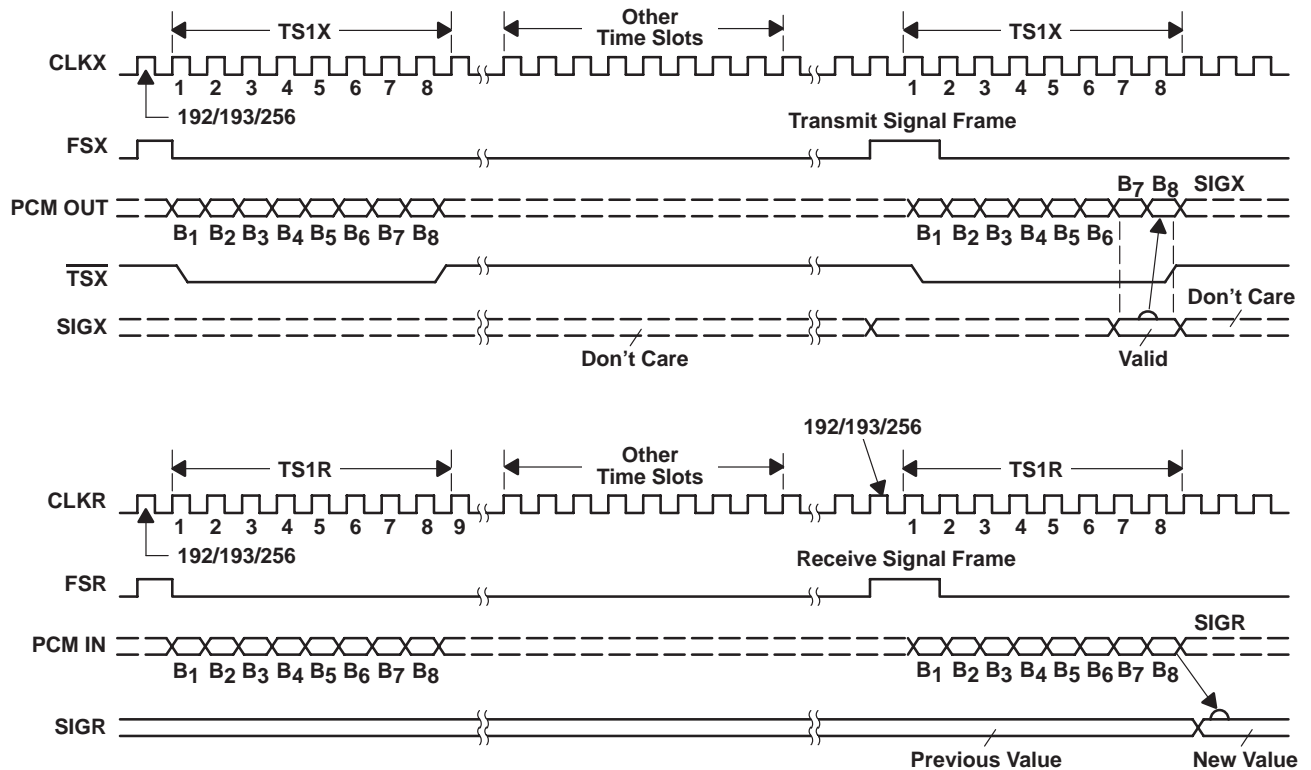 TS1X
Other
Time Slots
TS1X
CLKX
1 2 3 4 5 6 7 8
1 2 3 4 5 6 7 8
192/193/256
Transmit Signal Frame
FSX
B7 B8 SIGX
PCM OUT
B1 B2 B3 B4 B5 B6 B7 B8
B1 B2 B3 B4 B5 B6
TSX
Don't Care
SIGX
Don't Care
Valid
192/193/256
TS1R
Other
Time Slots
TS1R
CLKR
1 2 3 4 5 6 7 8 9
1 2 3 4 5 6 7 8
192/193/256
Receive Signal Frame
FSR
SIGR
PCM IN
B1 B2 B3 B4 B5 B6 B7 B8
B1 B2 B3 B4 B5 B6 B7 B8
SIGR
Previous Value
New Value